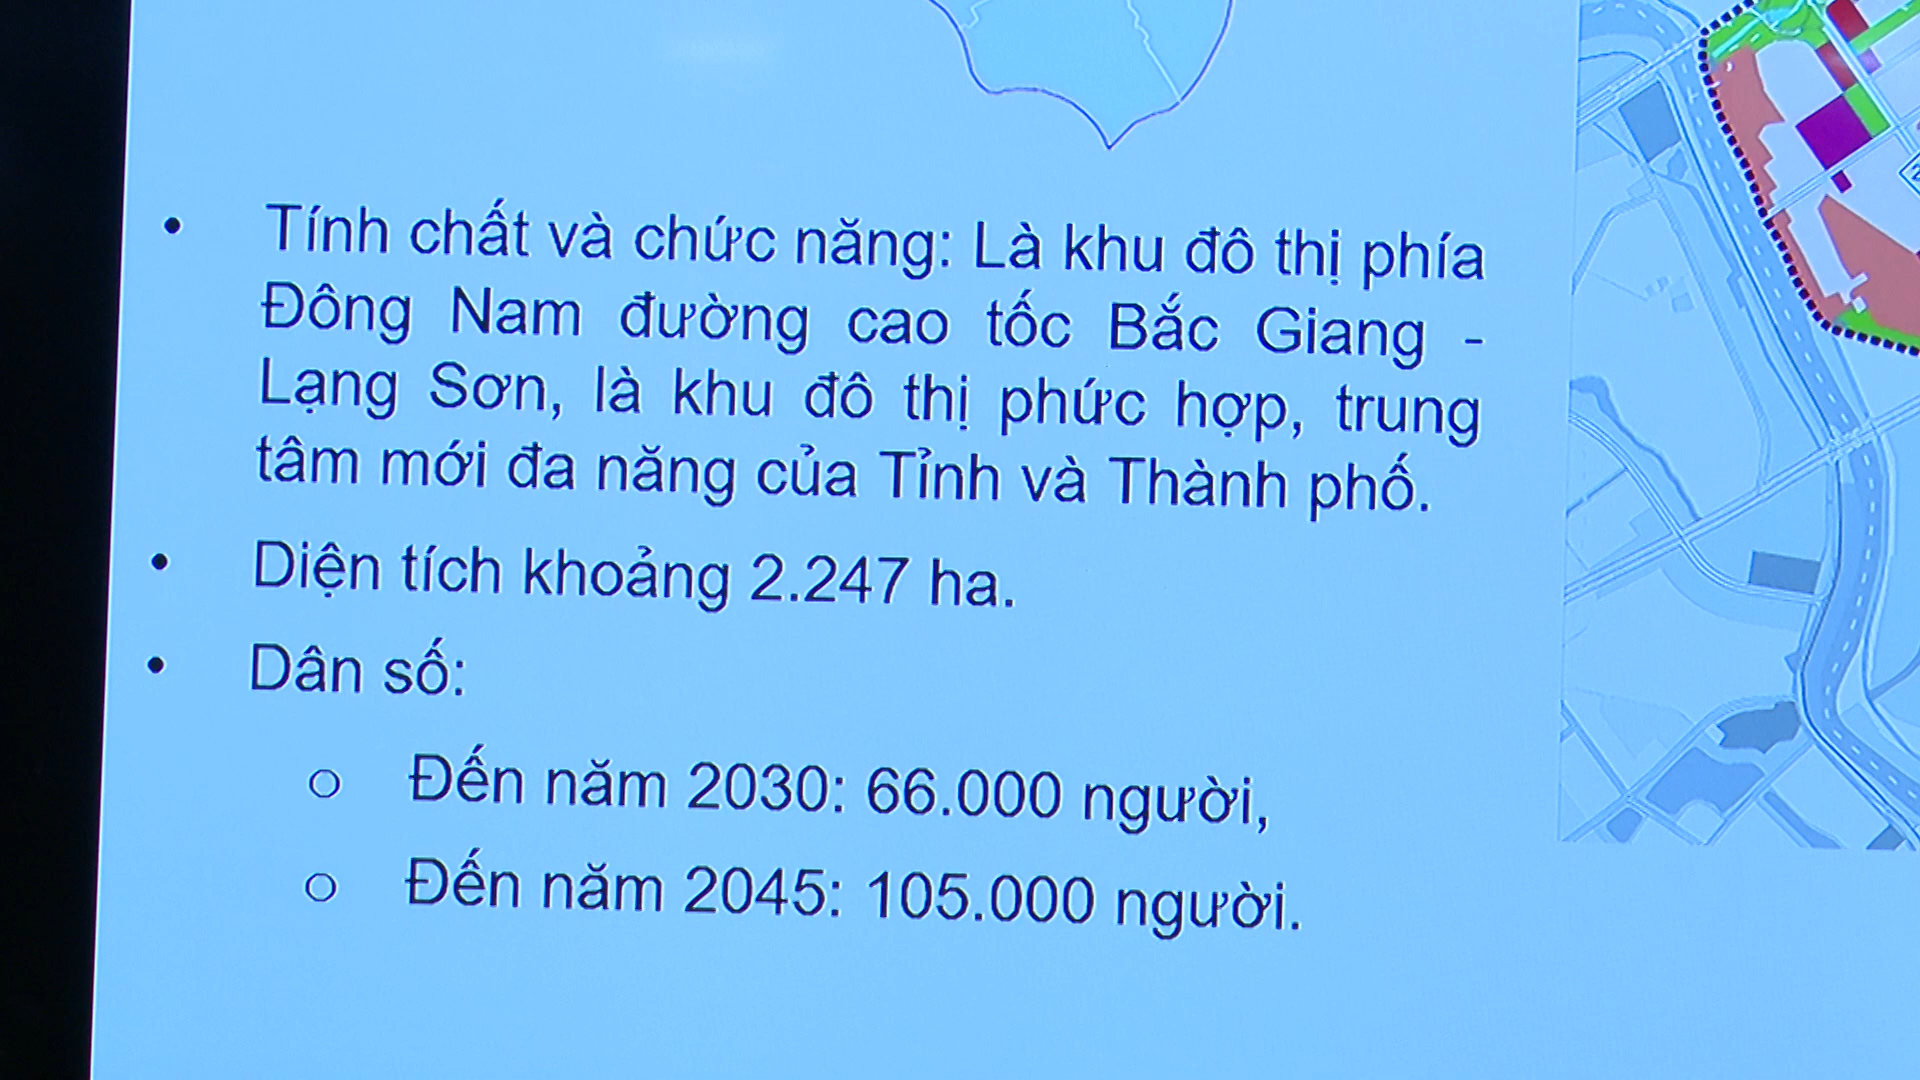 • Tính chất và chức năng: Là khu đô thị phía
Đông Nam đường cao tốc Bắc Giang -
Lạng Sơn, là khu đô thị phức hợp, trung
tâm mới đa năng của Tỉnh và Thành phố.
• Diện tích khoảng 2.247 ha.
• Dân số:
○ Đến năm 2030: 66.000 người,
○ Đến năm 2045: 105.000 người.